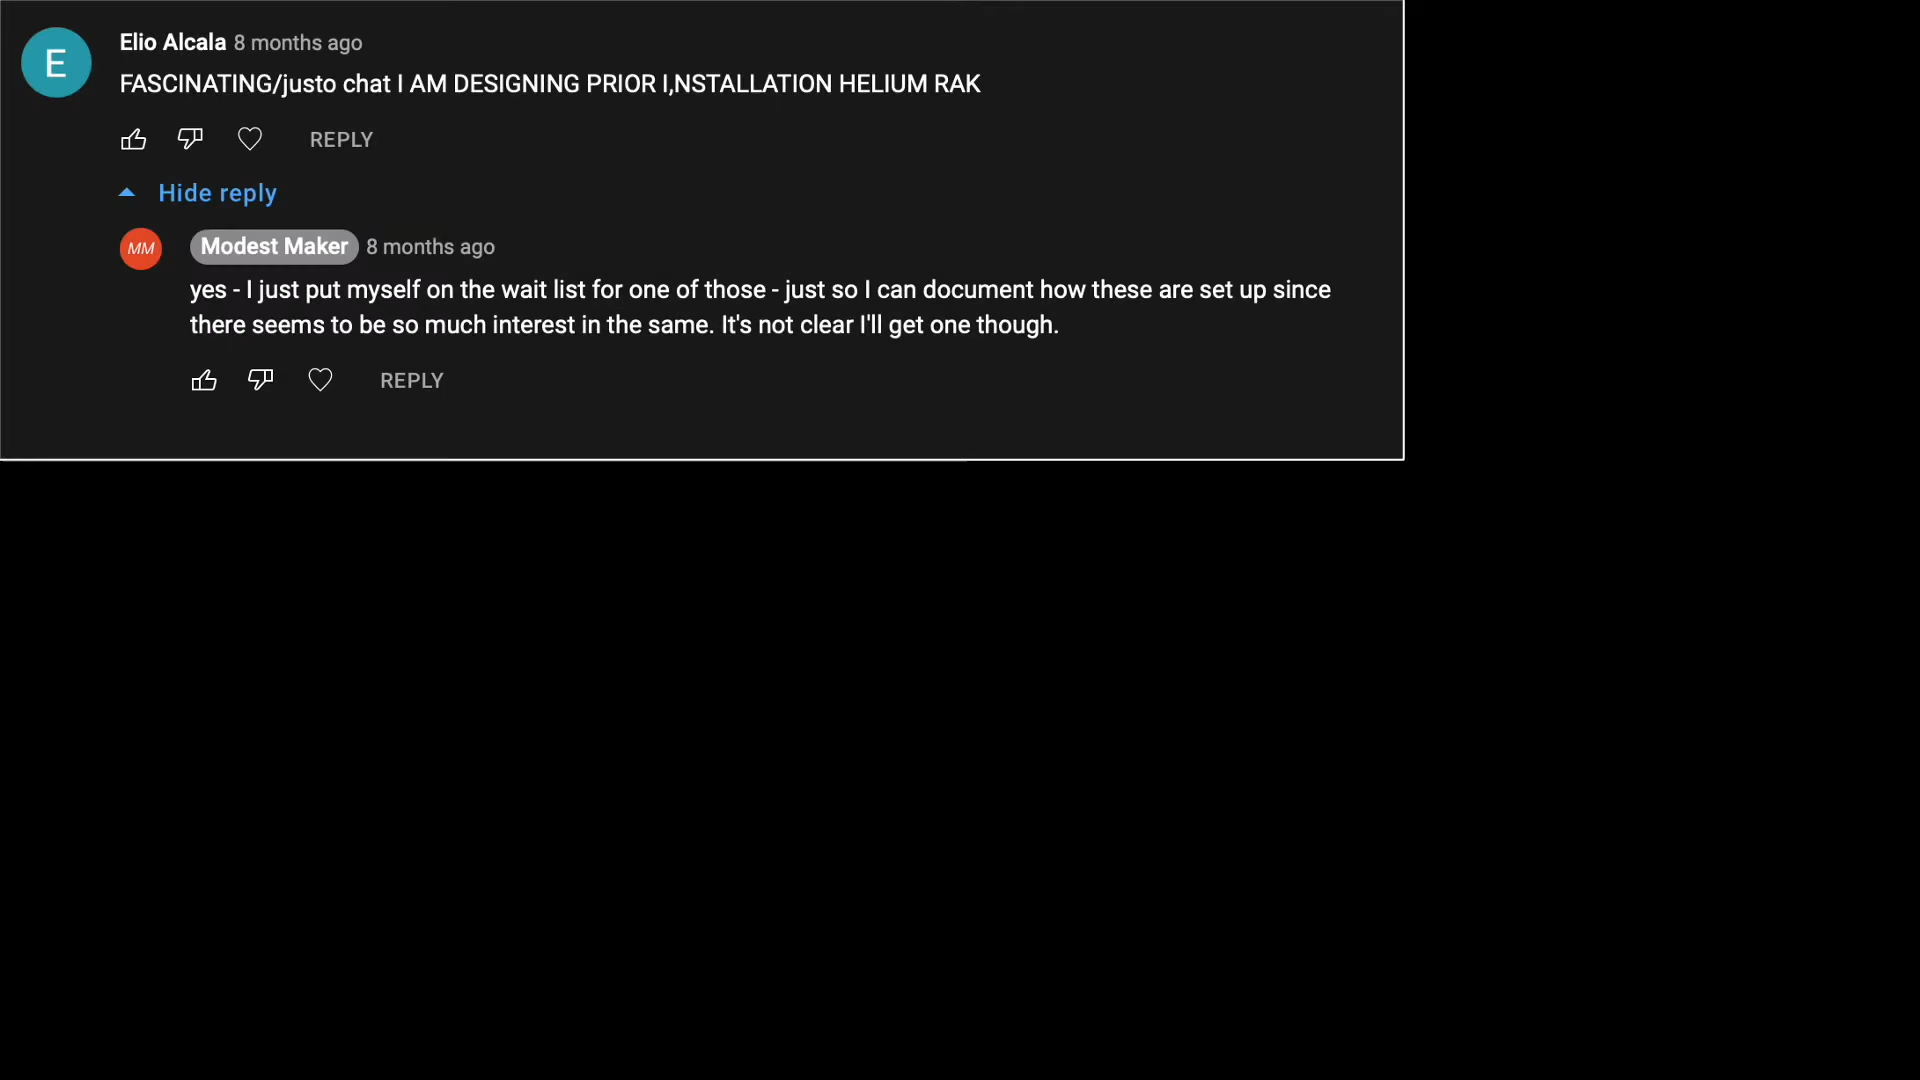 E
Elio Alcala 8 months ago
FASCINATING/justo chat I AM DESIGNING PRIOR I,NSTALLATION HELIUM RAK
REPLY
Hide reply
MM
Modest Maker 8 months ago
yes - I just put myself on the wait list for one of those - just so I can document how these are set up since
there seems to be so much interest in the same. It's not clear I'll get one though.
REPLY